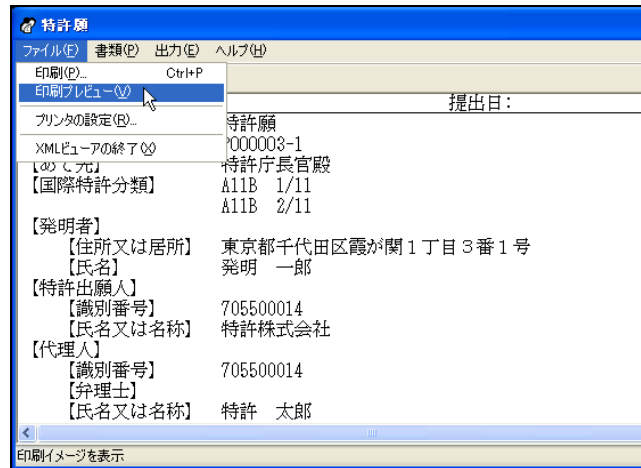 特許願
ファイル(F) 書類(P) 出力(E) ヘルプ(H)
印刷(P)... Ctrl+P
印刷プレビュー(V)
プリンタの設定(R)...
XMLビューアの終了(X)
提出日:
特許願
P000003-1
【あて先】 特許庁長官殿
【国際特許分類】 A11B 1/11
A11B 2/11
【発明者】
【住所又は居所】 東京都千代田区霞が関1丁目3番1号
【氏名】 発明 一郎
【特許出願人】
【識別番号】 705500014
【氏名又は名称】 特許株式会社
【代理人】
【識別番号】 705500014
【弁理士】
【氏名又は名称】 特許 太郎
印刷イメージを表示